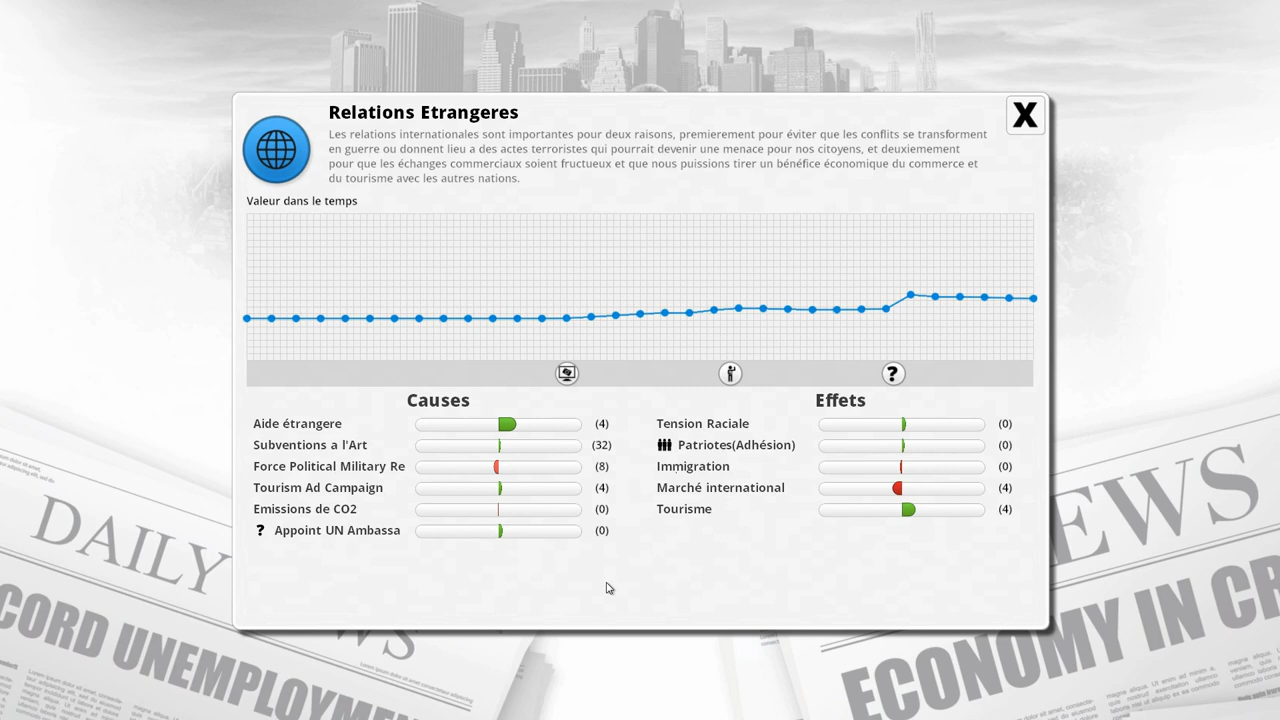 Relations Etrangeres
X
Les relations internationales sont importantes pour deux raisons, premierement pour éviter que les conflits se transforment
en guerre ou donnent lieu a des actes terroristes qui pourrait devenir une menace pour nos citoyens, et deuxiemement
pour que les échanges commerciaux soient fructueux et que nous puissions tirer un bénéfice économique du commerce et
du tourisme avec les autres nations.
Valeur dans le temps
?
Causes
Aide étrangere (4)
Subventions a l'Art (32)
Force Political Military Re (8)
Tourism Ad Campaign (4)
Emissions de CO2 (0)
? Appoint UN Ambassa (0)
Effets
Tension Raciale (0)
Patriotes(Adhésion) (0)
Immigration (0)
Marché international (4)
Tourisme (4)
DAILY
NEWS
CORD UNEMPLOYME
EWS
ECONOMY IN CR